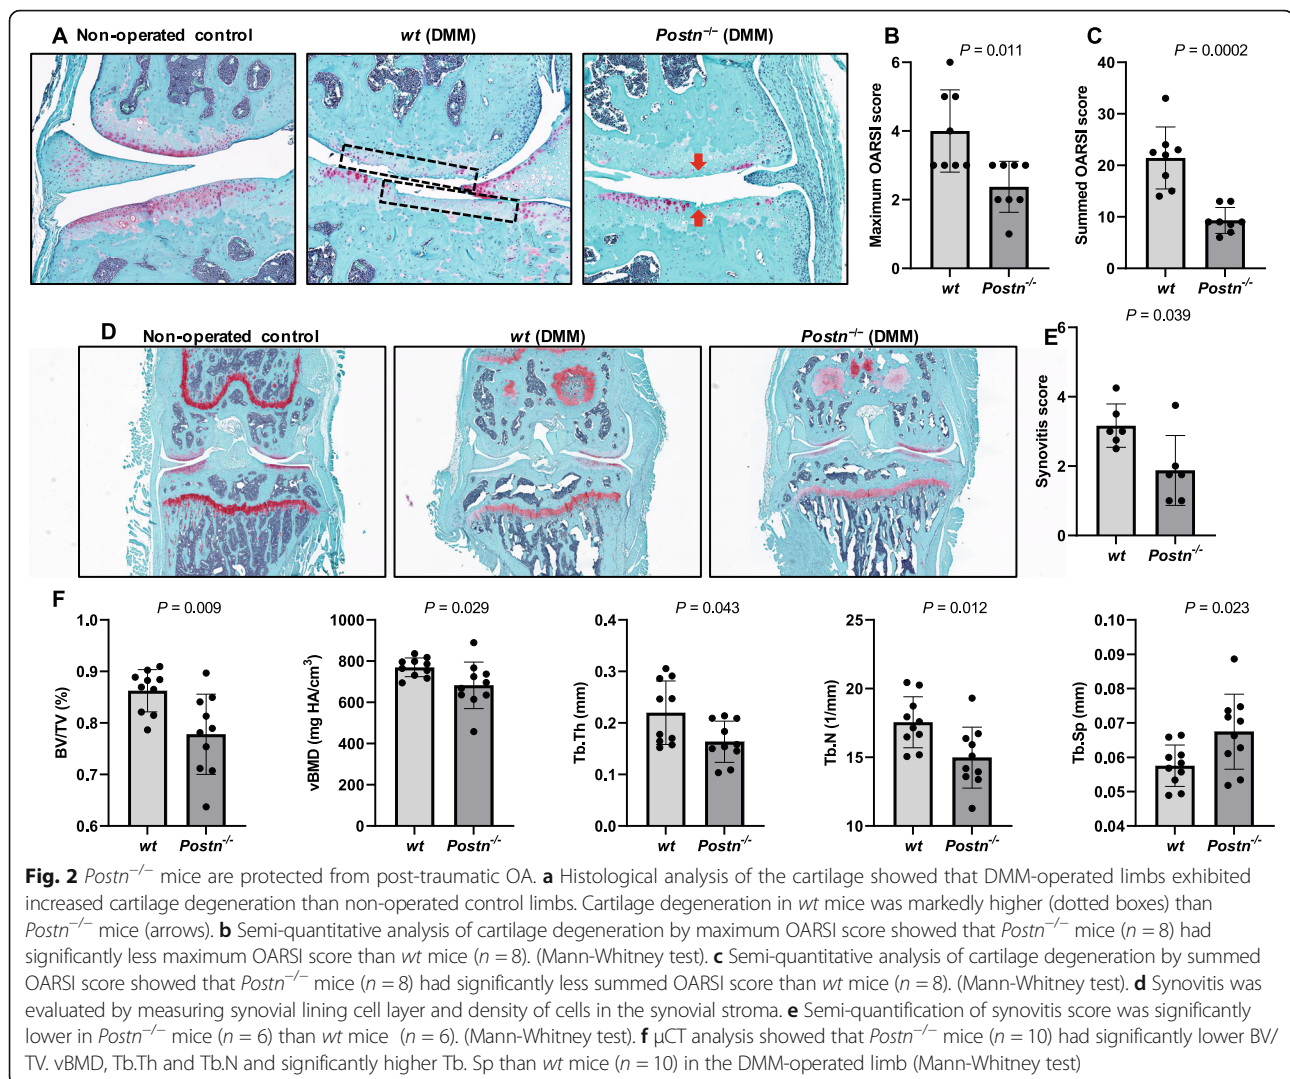 A Non-operated control
wt (DMM)
Postn−/− (DMM)
B
P = 0.011
Maximum OARSI score
6
4
2
0
wt Postn-/-
C
P = 0.0002
Summed OARSI score
40
30
20
10
0
wt Postn-/-
D Non-operated control
wt (DMM)
Postn−/− (DMM)
E
P = 0.039
Synovitis score
6
4
2
0
wt Postn-/-
F
P = 0.009
BV/TV (%)
1.0
0.9
0.8
0.7
0.6
wt Postn-/-
P = 0.029
vBMD (mg HA/cm3)
1000
800
600
400
200
0
wt Postn-/-
P = 0.043
Tb.Th (mm)
0.4
0.3
0.2
0.1
0.0
wt Postn-/-
P = 0.012
Tb.N (1/mm)
25
20
15
10
wt Postn-/-
P = 0.023
Tb.Sp (mm)
0.10
0.09
0.08
0.07
0.06
0.05
0.04
wt Postn-/-
Fig. 2 Postn−/− mice are protected from post-traumatic OA. a Histological analysis of the cartilage showed that DMM-operated limbs exhibited
increased cartilage degeneration than non-operated control limbs. Cartilage degeneration in wt mice was markedly higher (dotted boxes) than
Postn−/− mice (arrows). b Semi-quantitative analysis of cartilage degeneration by maximum OARSI score showed that Postn−/− mice (n = 8) had
significantly less maximum OARSI score than wt mice (n = 8). (Mann-Whitney test). c Semi-quantitative analysis of cartilage degeneration by summed
OARSI score showed that Postn−/− mice (n = 8) had significantly less summed OARSI score than wt mice (n = 8). (Mann-Whitney test). d Synovitis was
evaluated by measuring synovial lining cell layer and density of cells in the synovial stroma. e Semi-quantification of synovitis score was significantly
lower in Postn−/− mice (n = 6) than wt mice (n = 6). (Mann-Whitney test). f μCT analysis showed that Postn−/− mice (n = 10) had significantly lower BV/
TV. vBMD, Tb.Th and Tb.N and significantly higher Tb. Sp than wt mice (n = 10) in the DMM-operated limb (Mann-Whitney test)